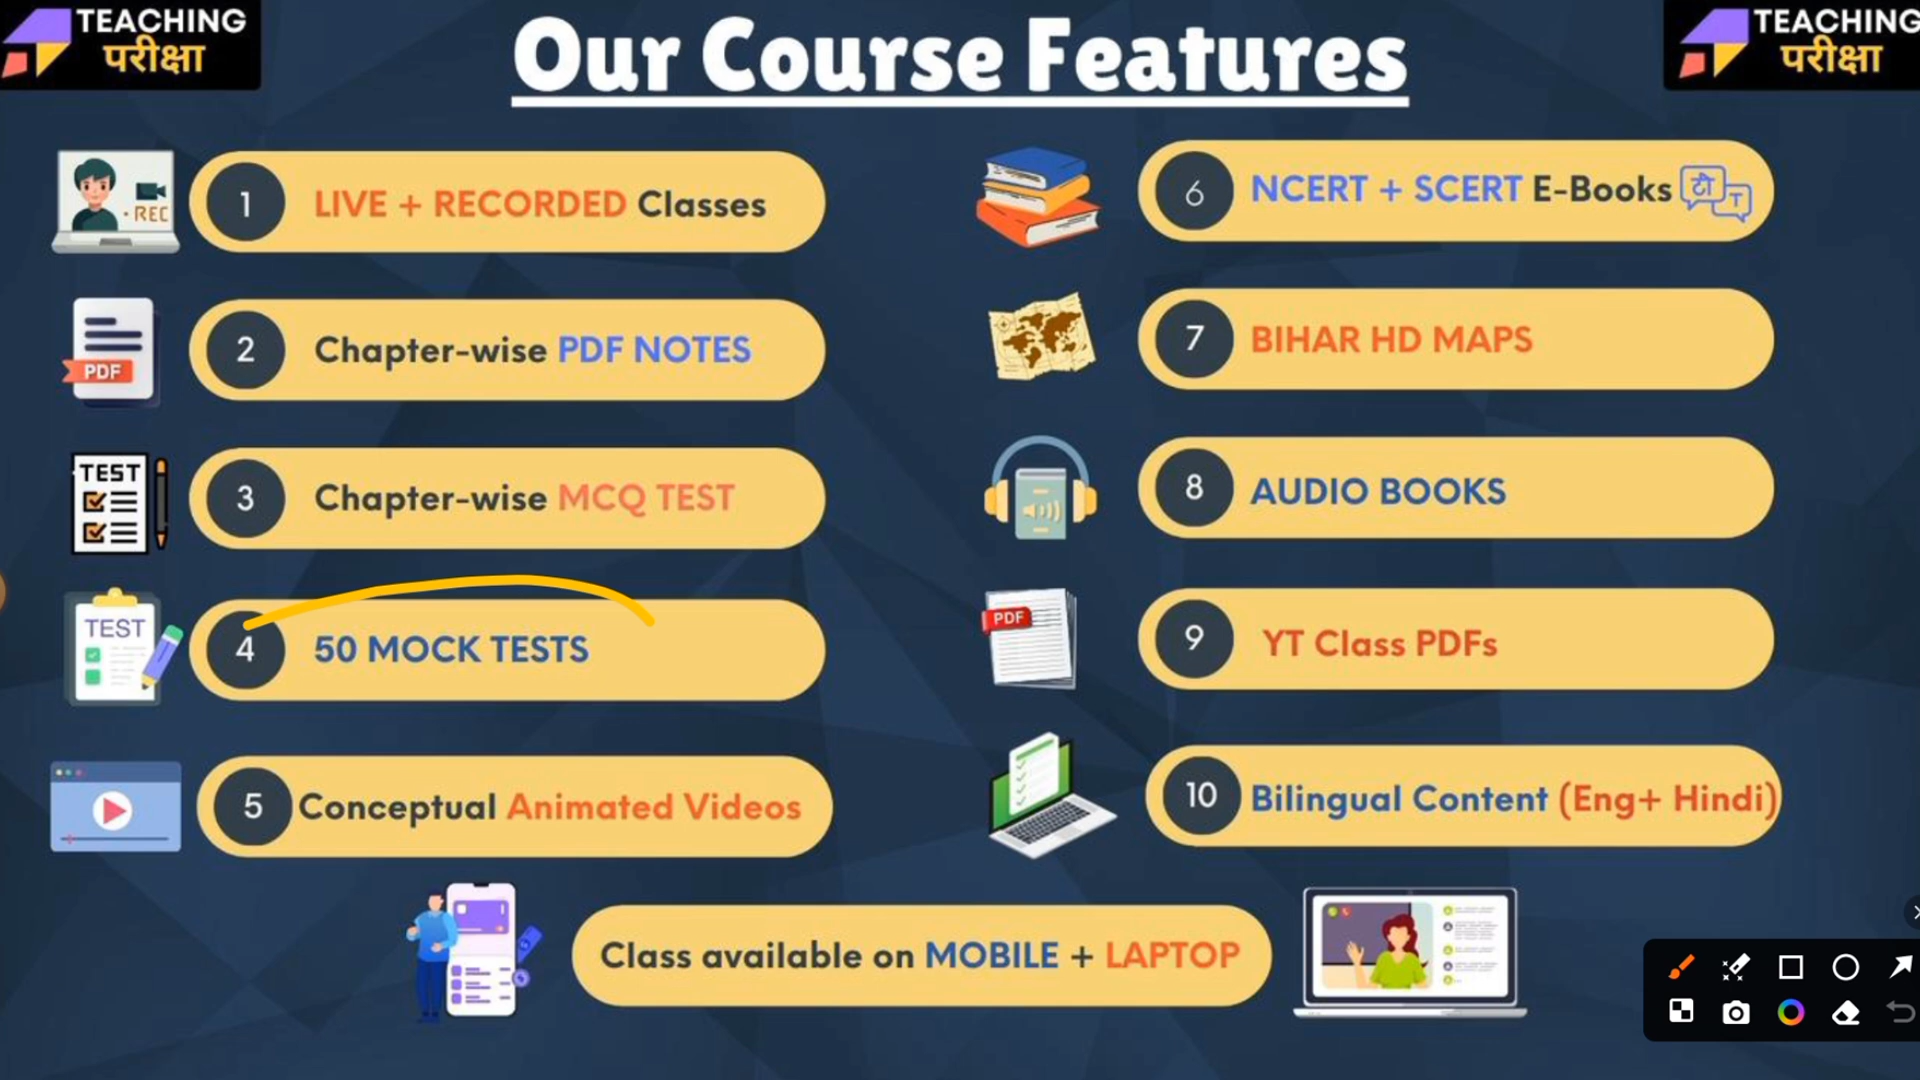 TEACHING
परीक्षा
Our Course Features
TEACHING
परीक्षा
REC
1 LIVE + RECORDED Classes
PDF
2 Chapter-wise PDF NOTES
TEST
3 Chapter-wise MCQ TEST
TEST
4 50 MOCK TESTS
5 Conceptual Animated Videos
6 NCERT + SCERT E-Books
7 BIHAR HD MAPS
8 AUDIO BOOKS
PDF
9 YT Class PDFs
10 Bilingual Content (Eng+ Hindi)
Class available on MOBILE + LAPTOP